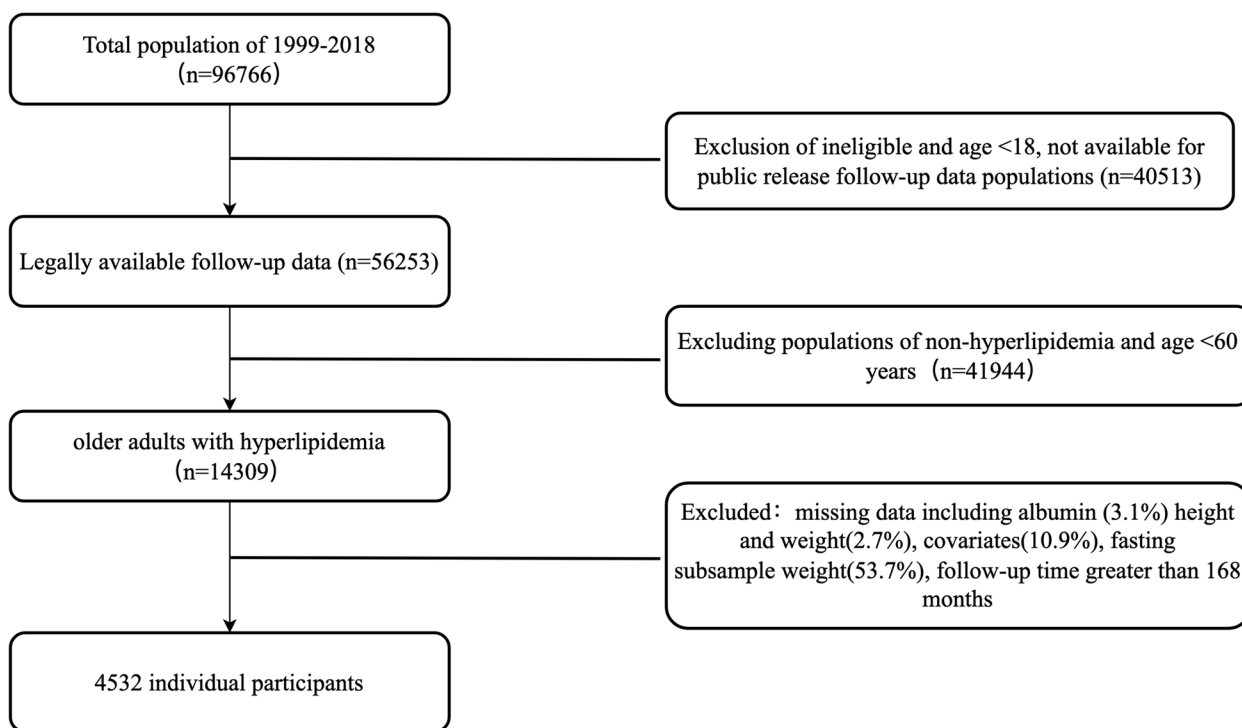 Total population of 1999-2018
(n=96766)
Exclusion of ineligible and age <18, not available for
public release follow-up data populations (n=40513)
Legally available follow-up data (n=56253)
Excluding populations of non-hyperlipidemia and age <60
years（n=41944）
older adults with hyperlipidemia
(n=14309)
Excluded：missing data including albumin (3.1%) height
and weight(2.7%), covariates(10.9%), fasting
subsample weight(53.7%), follow-up time greater than 168
months
4532 individual participants